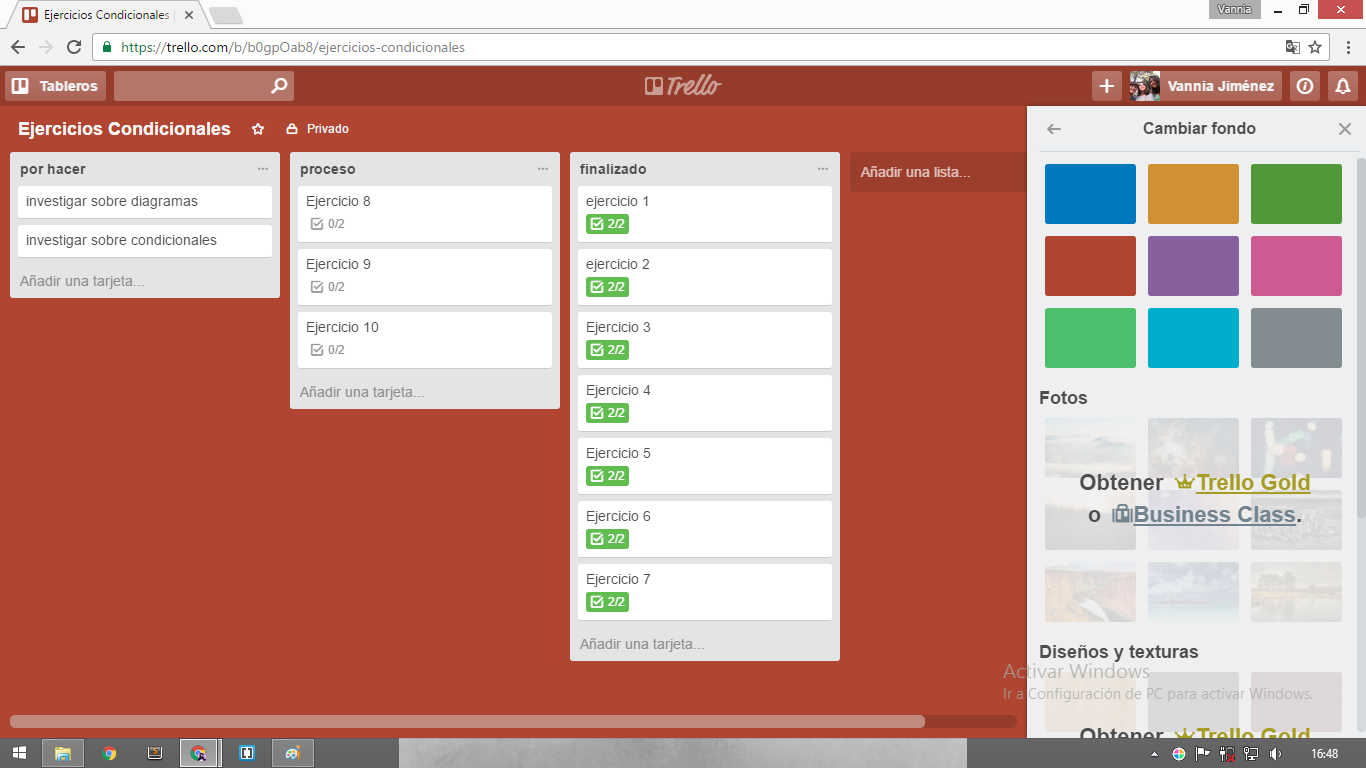 Ejercicios Condicionales |
Vannia
https://trello.com/b/b0gpOab8/ejercicios-condicionales
Tableros
Trello
Vannia Jiménez
Ejercicios Condicionales
Privado
por hacer
investigar sobre diagramas
investigar sobre condicionales
Añadir una tarjeta...
proceso
Ejercicio 8
0/2
Ejercicio 9
0/2
Ejercicio 10
0/2
Añadir una tarjeta...
finalizado
ejercicio 1
2/2
ejercicio 2
2/2
Ejercicio 3
2/2
Ejercicio 4
2/2
Ejercicio 5
2/2
Ejercicio 6
2/2
Ejercicio 7
2/2
Añadir una tarjeta...
Añadir una lista...
Cambiar fondo
Fotos
Obtener Trello Gold
o Business Class.
Diseños y texturas
Activar Windows
Ir a Configuración de PC para activar Windows.
Obtener Trello Gold
16:48